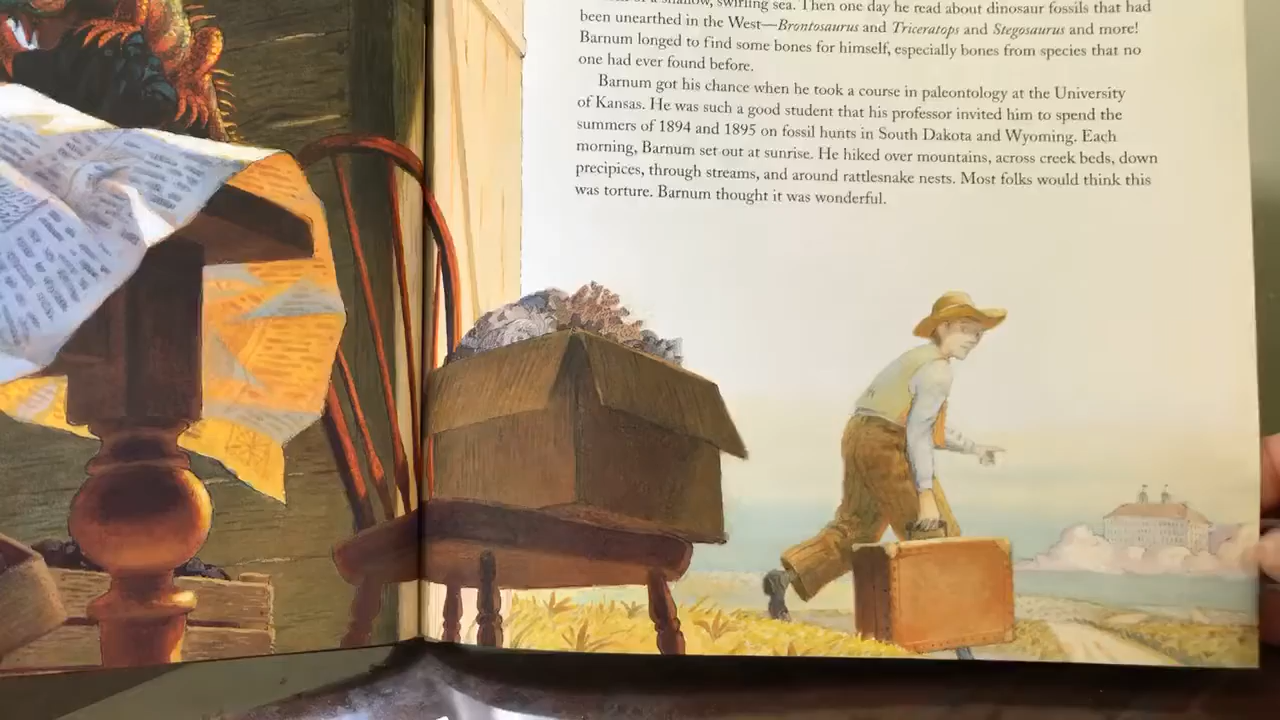 swirling sea. Then one day he read about dinosaur fossils that had
been unearthed in the West—Brontosaurus and Triceratops and Stegosaurus and more!
Barnum longed to find some bones for himself, especially bones from species that no
one had ever found before.
Barnum got his chance when he took a course in paleontology at the University
of Kansas. He was such a good student that his professor invited him to spend the
summers of 1894 and 1895 on fossil hunts in South Dakota and Wyoming. Each
morning, Barnum set out at sunrise. He hiked over mountains, across creek beds, down
precipices, through streams, and around rattlesnake nests. Most folks would think this
was torture. Barnum thought it was wonderful.